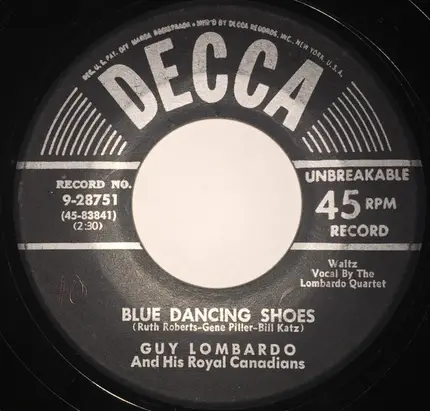 REG. U.S. PAT. OFF. MARCA REGISTRADA • MFR'D BY DECCA RECORDS, INC., NEW YORK, U.S.A.
DECCA
RECORD NO.
9-28751
(45-83841)
(2:30)
UNBREAKABLE
45 RPM
RECORD
Waltz
Vocal By The
Lombardo Quartet
BLUE DANCING SHOES
(Ruth Roberts-Gene Piller-Bill Katz)
GUY LOMBARDO
And His Royal Canadians